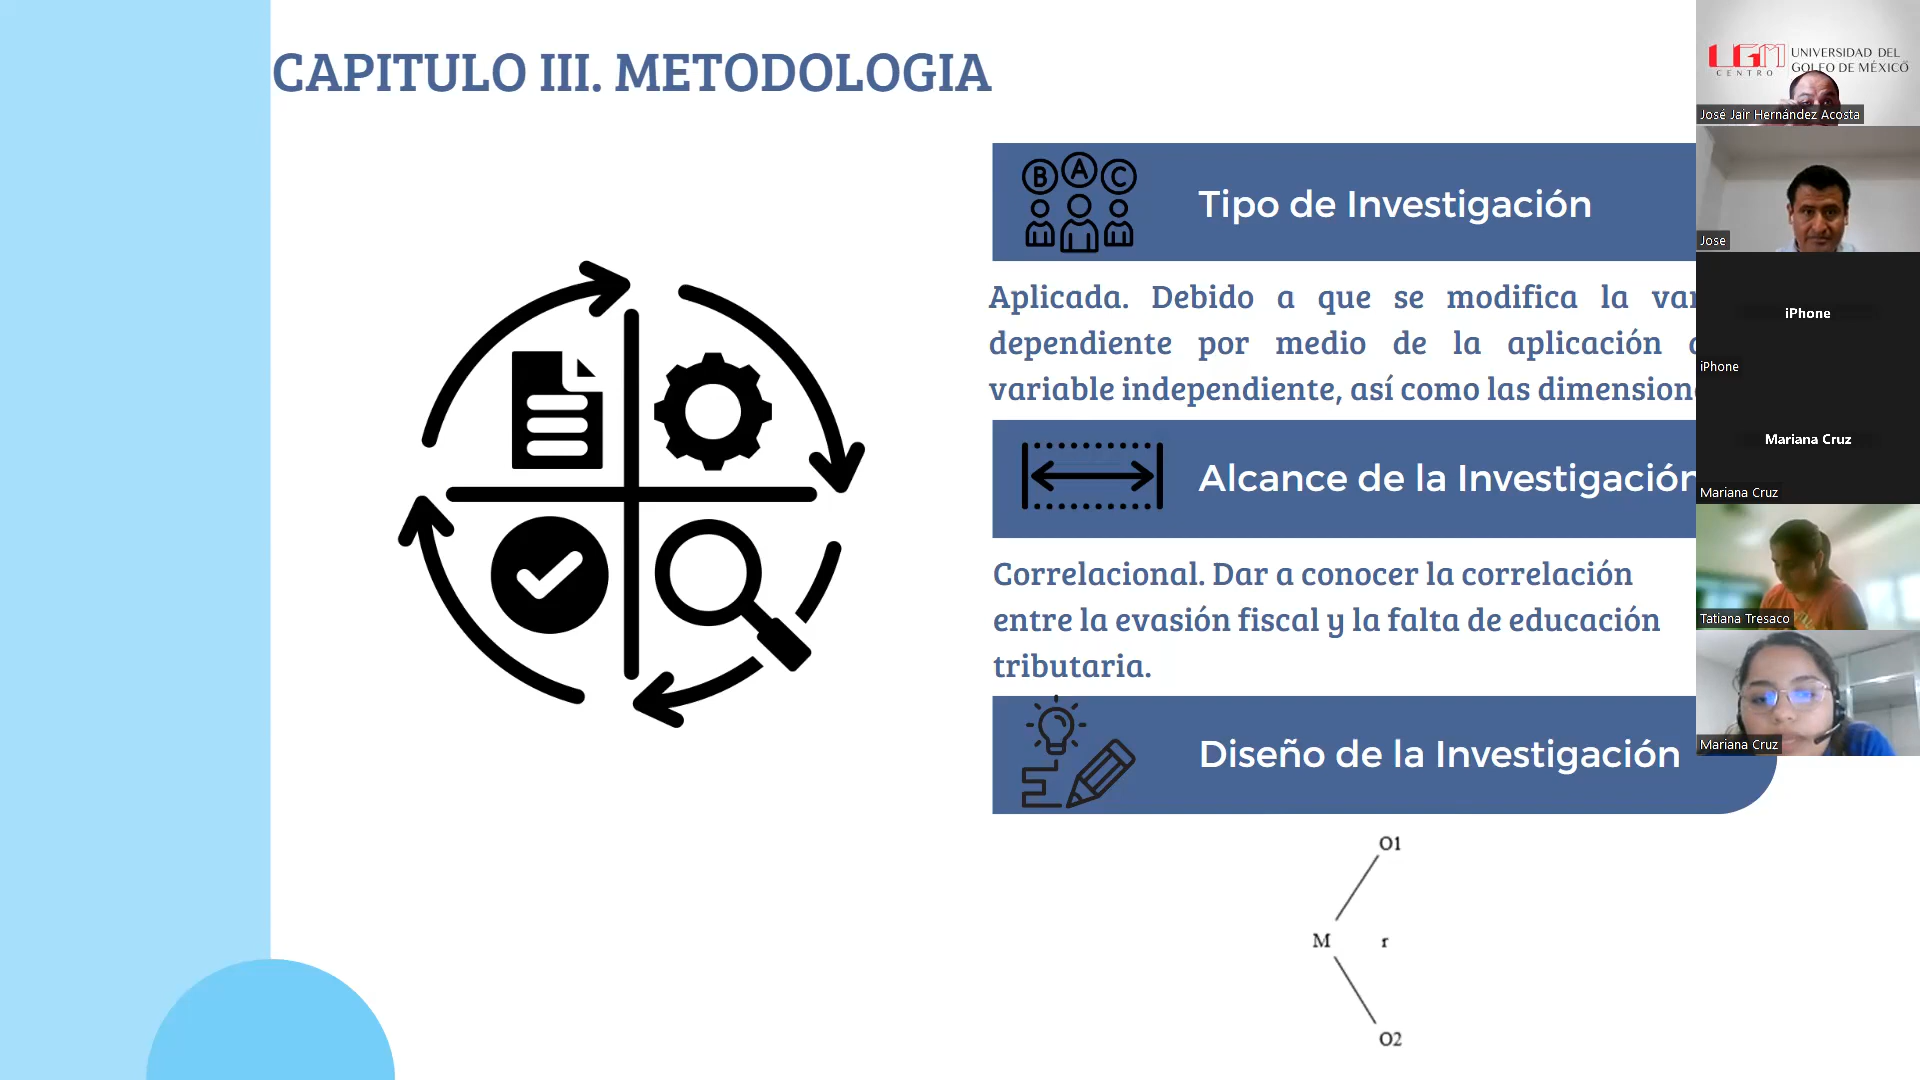 CAPITULO III. METODOLOGIA
B A C
Tipo de Investigación
Aplicada. Debido a que se modifica la
dependiente por medio de la aplicación
variable independiente, así como las
Alcance de la Investigación
Correlacional. Dar a conocer la correlación
entre la evasión fiscal y la falta de educación
tributaria.
Diseño de la Investigación
O1
M r
O2
UGM
CENTRO
UNIVERSIDAD DEL
GOLFO DE MÉXICO
José Jair Hernández Acosta
Jose
iPhone
iPhone
Mariana Cruz
Mariana Cruz
Tatiana Tresaco
Mariana Cruz